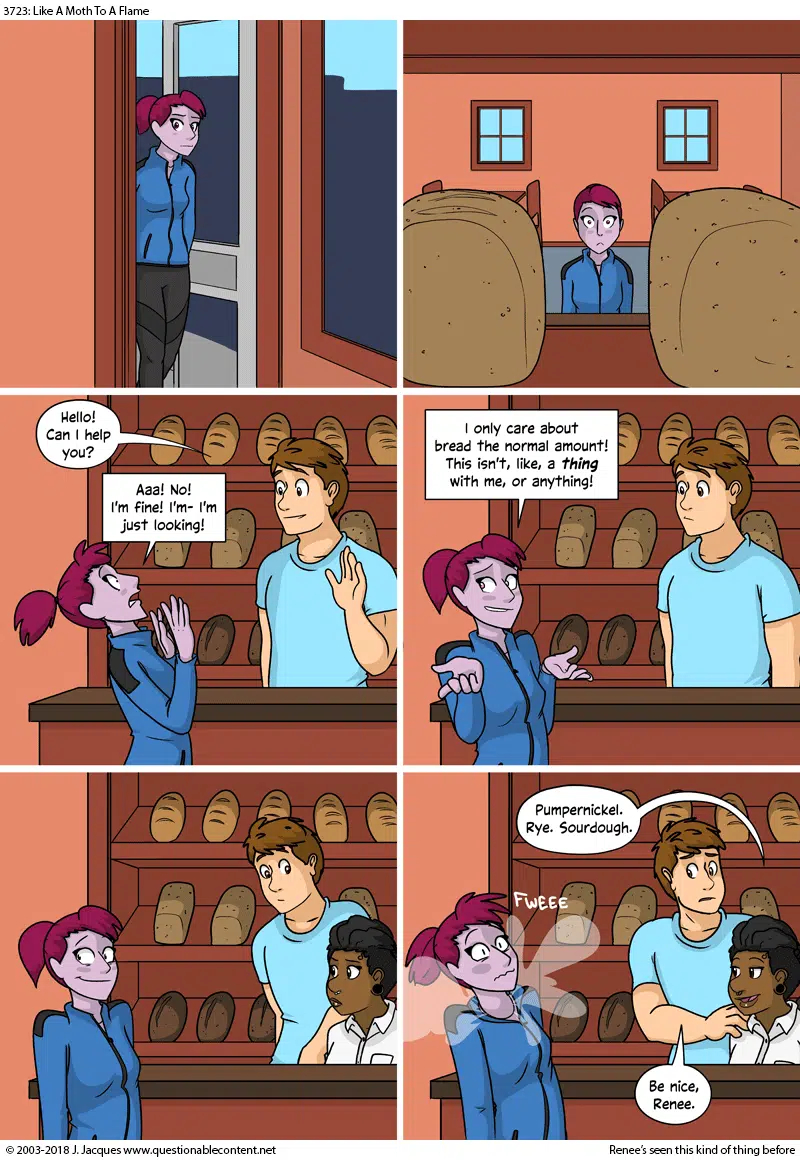 3723: Like A Moth To A Flame
Hello!
Can I help
you?
Aaa! No!
I'm fine! I'm- I'm
just looking!
I only care about
bread the normal amount!
This isn't, like, a thing
with me, or anything!
Pumpernickel.
Rye. Sourdough.
FWEEE
Be nice,
Renee.
© 2003-2018 J. Jacques www.questionablecontent.net
Renee's seen this kind of thing before